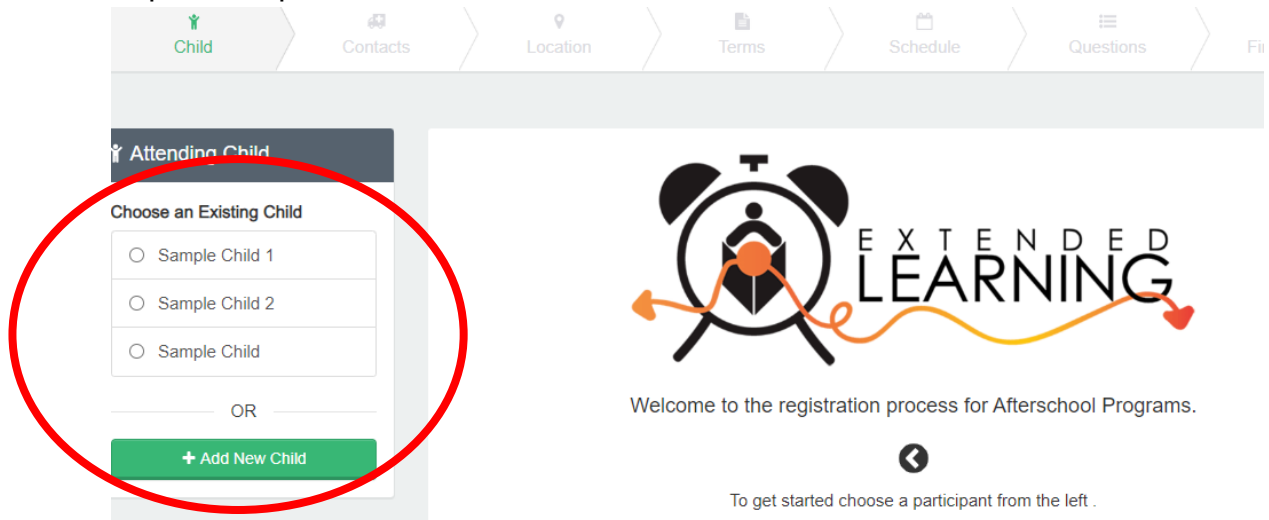 Child
Contacts
Location
Terms
Schedule
Questions
Attending Child
Choose an Existing Child
Sample Child 1
Sample Child 2
Sample Child
OR
+ Add New Child
EXTENDED
LEARNING
Welcome to the registration process for Afterschool Programs.
To get started choose a participant from the left .